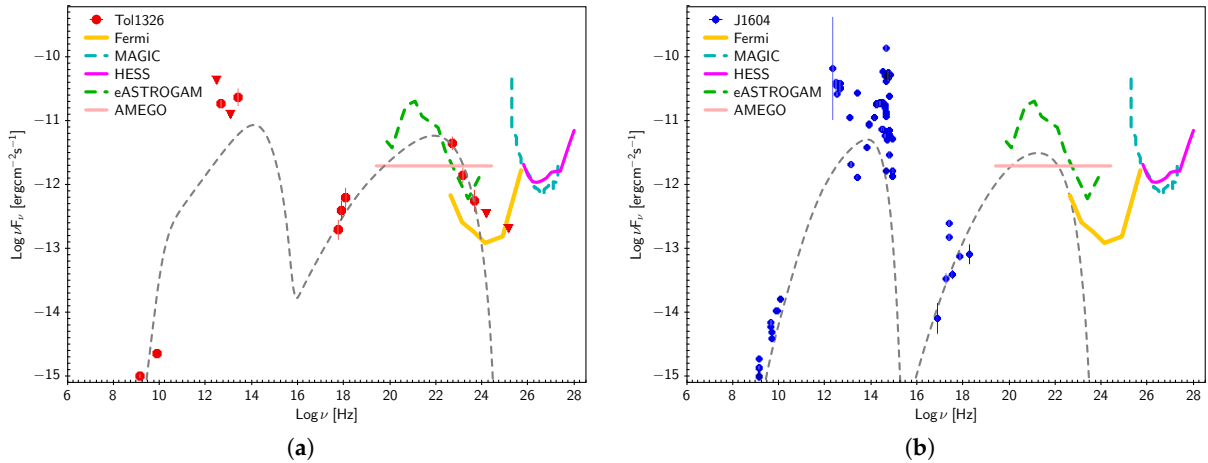 Tol1326
Fermi
MAGIC
HESS
eASTROGAM
AMEGO
−10
−11
−12
−13
−14
−15
Log νFν [ergcm−2s−1]
6 8 10 12 14 16 18 20 22 24 26 28
Log ν [Hz]
(a)
J1604
Fermi
MAGIC
HESS
eASTROGAM
AMEGO
−10
−11
−12
−13
−14
−15
Log νFν [ergcm−2s−1]
6 8 10 12 14 16 18 20 22 24 26 28
Log ν [Hz]
(b)